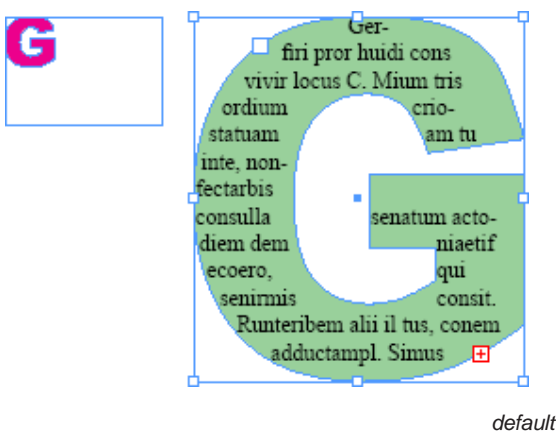 G
Ger-
firi pror huidi cons
vivir locus C. Mium tris
ordium crio-
statuam am tu
inte, non-
fectarbis
consulla senatum acto-
diem dem niaetif
ecoero, qui
senirmis consit.
Runteribem alii il tus, conem
adductampl. Simus
default